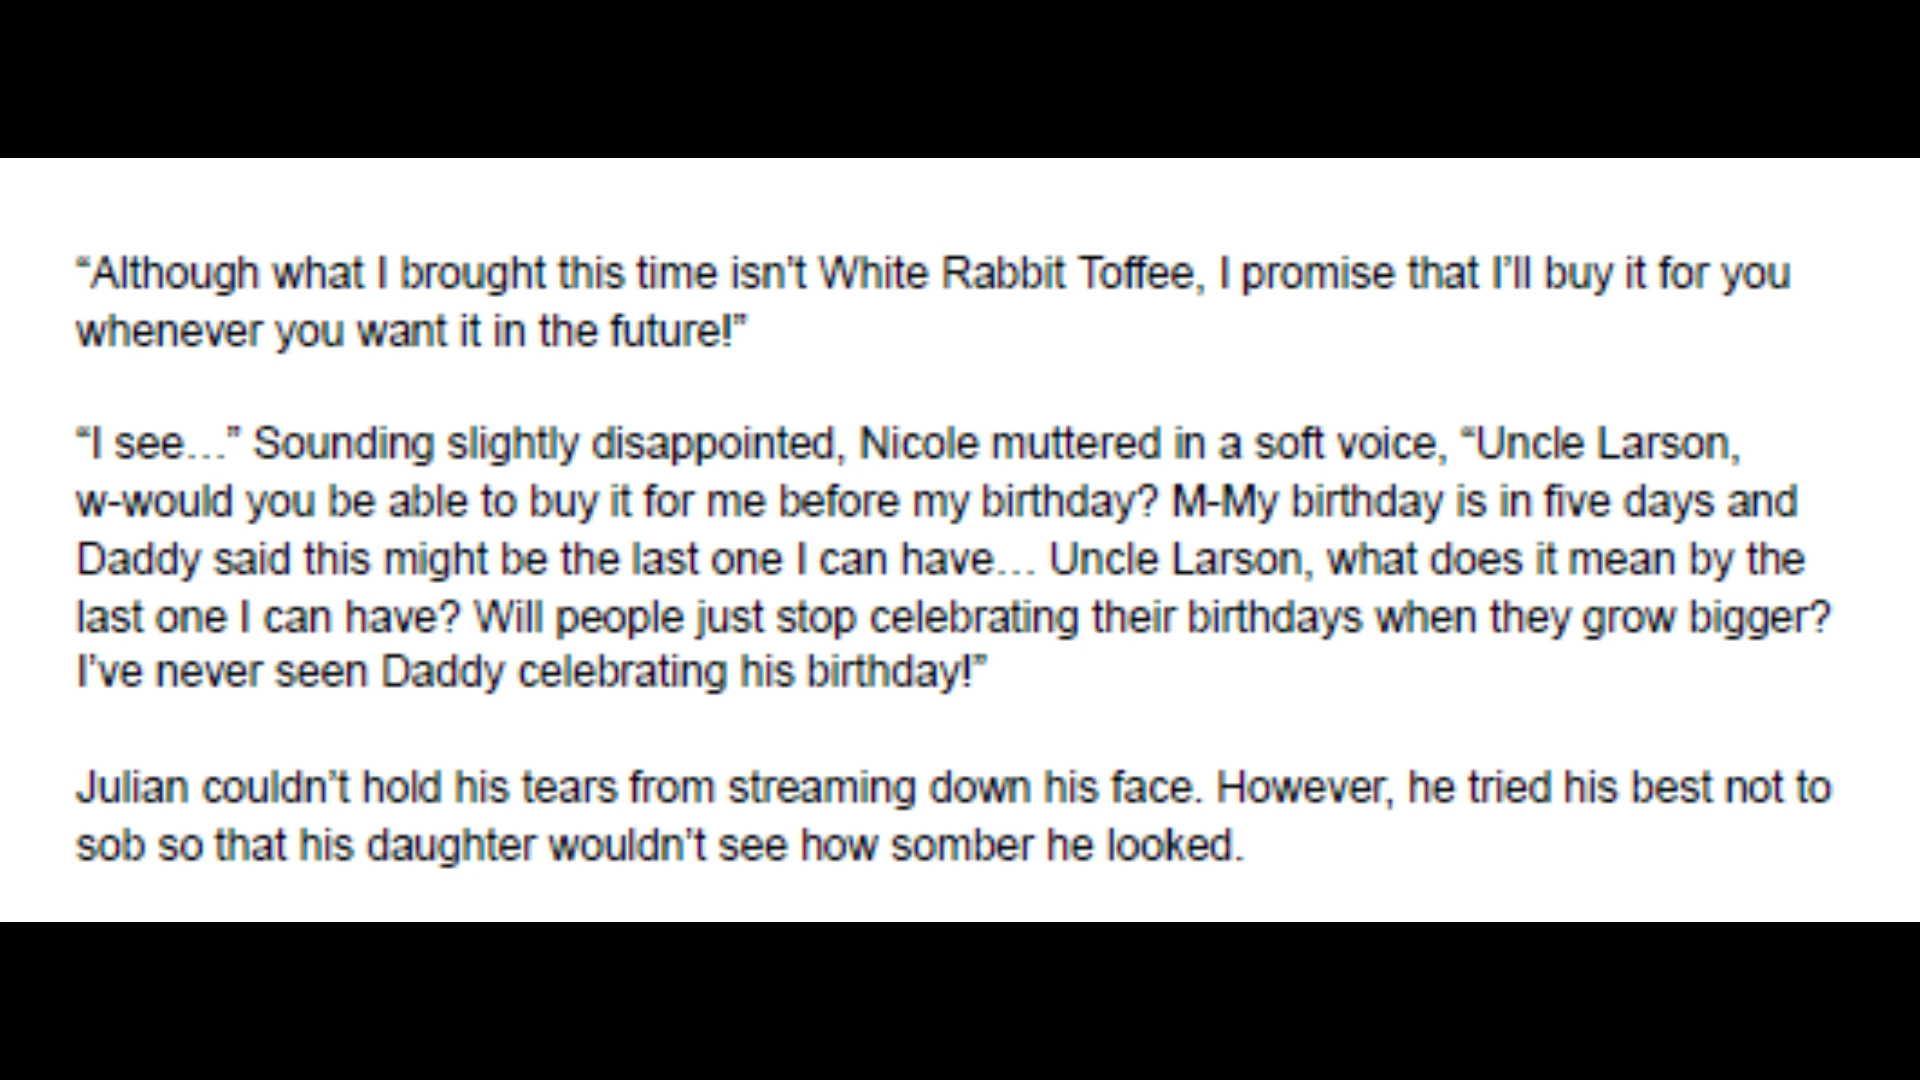 “Although what I brought this time isn’t White Rabbit Toffee, I promise that I’ll buy it for you
whenever you want it in the future!”
“I see…” Sounding slightly disappointed, Nicole muttered in a soft voice, “Uncle Larson,
w-would you be able to buy it for me before my birthday? M-My birthday is in five days and
Daddy said this might be the last one I can have… Uncle Larson, what does it mean by the
last one I can have? Will people just stop celebrating their birthdays when they grow bigger?
I’ve never seen Daddy celebrating his birthday!”
Julian couldn’t hold his tears from streaming down his face. However, he tried his best not to
sob so that his daughter wouldn’t see how somber he looked.